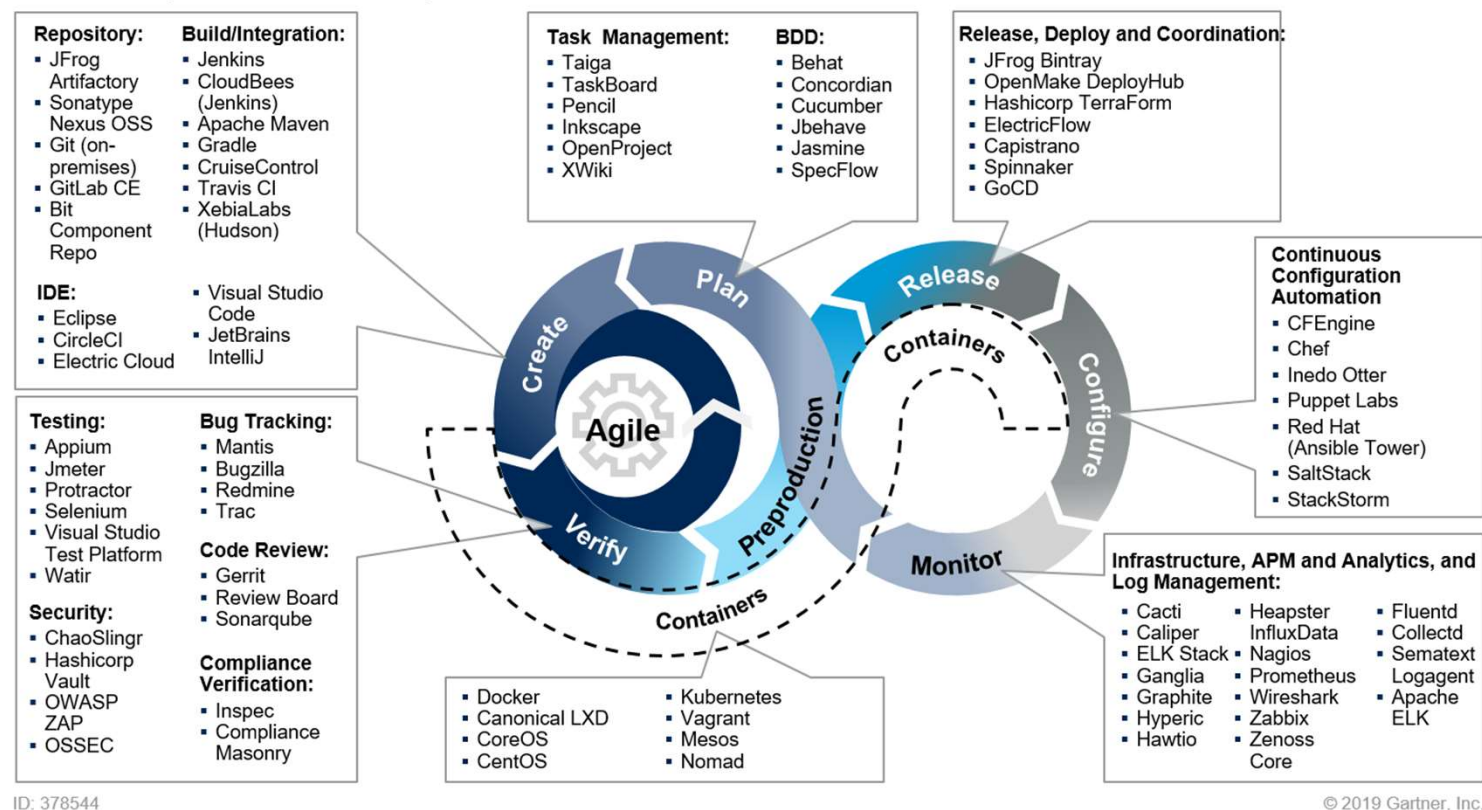 Repository:
JFrog
Artifactory
Sonatype
Nexus OSS
Git (on-
premises)
GitLab CE
Bit
Component
Repo
Build/Integration:
Jenkins
CloudBees
(Jenkins)
Apache Maven
Gradle
CruiseControl
Travis CI
XebiaLabs
(Hudson)
IDE:
Eclipse
CircleCI
Electric Cloud
Visual Studio
Code
JetBrains
IntelliJ
Task Management:
Taiga
TaskBoard
Pencil
Inkscape
OpenProject
XWiki
BDD:
Behat
Concordian
Cucumber
Jbehave
Jasmine
SpecFlow
Release, Deploy and Coordination:
JFrog Bintray
OpenMake DeployHub
Hashicorp TerraForm
ElectricFlow
Capistrano
Spinnaker
GoCD
Continuous
Configuration
Automation
CFEngine
Chef
Inedo Otter
Puppet Labs
Red Hat
(Ansible Tower)
SaltStack
StackStorm
Create
Plan
Agile
Verify
Preproduction
Release
Containers
Configure
Monitor
Containers
Testing:
Appium
Jmeter
Protractor
Selenium
Visual Studio
Test Platform
Watir
Security:
ChaoSlingr
Hashicorp
Vault
OWASP
ZAP
OSSEC
Bug Tracking:
Mantis
Bugzilla
Redmine
Trac
Code Review:
Gerrit
Review Board
Sonarqube
Compliance
Verification:
Inspec
Compliance
Masonry
Docker
Canonical LXD
CoreOS
CentOS
Kubernetes
Vagrant
Mesos
Nomad
Infrastructure, APM and Analytics, and
Log Management:
Cacti
Caliper
ELK Stack
Ganglia
Graphite
Hyperic
Hawtio
Heapster
InfluxData
Nagios
Prometheus
Wireshark
Zabbix
Zenoss
Core
Fluentd
Collectd
Sematext
Logagent
Apache
ELK
ID: 378544
© 2019 Gartner, Inc